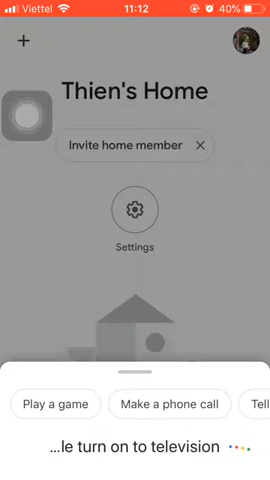 Viettel 11:12 40%
Thien's Home
Invite home member
Settings
Play a game Make a phone call Tell
...le turn on to television